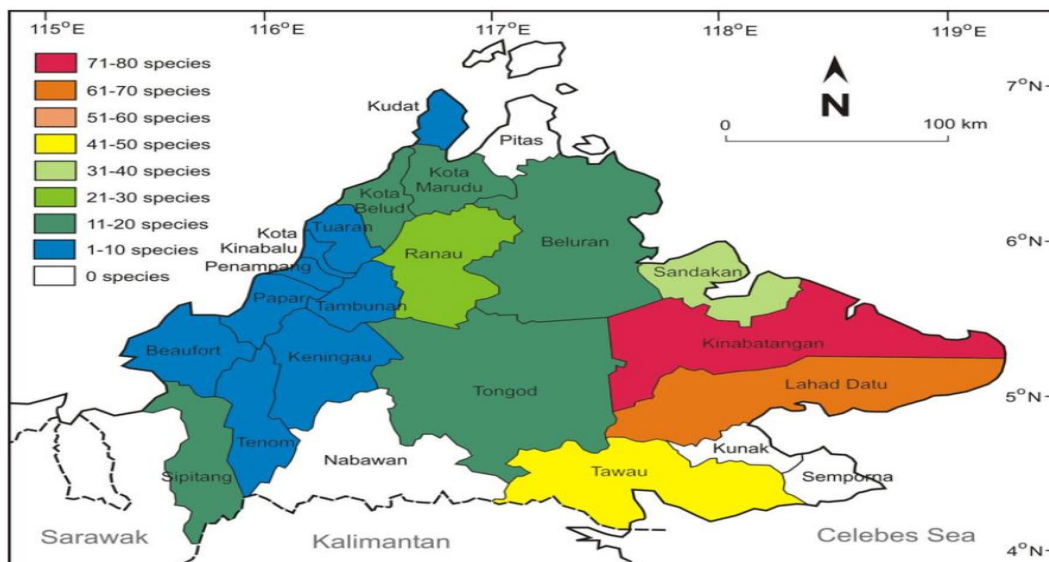 115°E 116°E 117°E 118°E 119°E
71-80 species
61-70 species
51-60 species
41-50 species
31-40 species
21-30 species
11-20 species
1-10 species
0 species
7°N
6°N
5°N
4°N
N
0 100 km
Kudat
Pitas
Kota
Marudu
Kota
Belud
Tuaran
Kota
Kinabalu
Penampang
Ranau
Beluran
Sandakan
Papar
Tambunan
Kinabatangan
Beaufort
Keningau
Tongod
Lahad Datu
Tenom
Sipitang
Nabawan
Tawau
Kunak
Semporna
Sarawak
Kalimantan
Celebes Sea